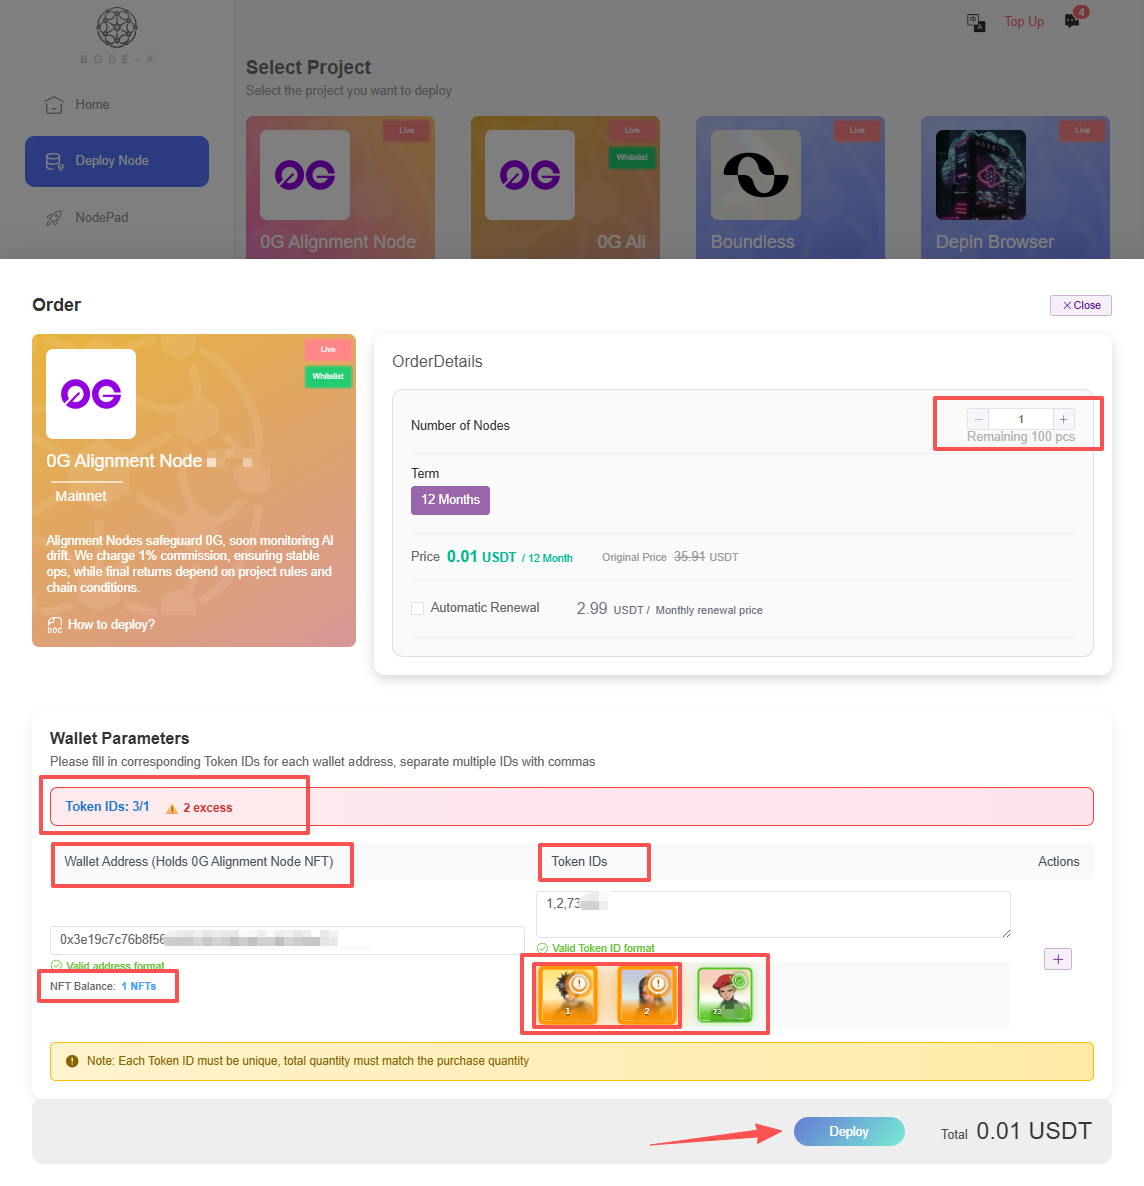 NODE-X
Home
Deploy Node
NodePad
Top Up
4
Select Project
Select the project you want to deploy
Live
0G Alignment Node
Live
Whitelist
0G Ali
Live
Boundless
Live
Depin Browser
Order
Close
Live
Whitelist
0G Alignment Node
Mainnet
Alignment Nodes safeguard 0G, soon monitoring AI
drift. We charge 1% commission, ensuring stable
ops, while final returns depend on project rules and
chain conditions.
DOC How to deploy?
OrderDetails
Number of Nodes
− 1 +
Remaining 100 pcs
Term
12 Months
Price 0.01 USDT / 12 Month Original Price 35.91 USDT
Automatic Renewal 2.99 USDT / Monthly renewal price
Wallet Parameters
Please fill in corresponding Token IDs for each wallet address, separate multiple IDs with commas
Token IDs: 3/1 2 excess
Wallet Address (Holds 0G Alignment Node NFT) Token IDs Actions
1,2,73
0x3e19c7c76b8f56
Valid Token ID format
Valid address format
NFT Balance: 1 NFTs
1
2
73
+
Note: Each Token ID must be unique, total quantity must match the purchase quantity
Deploy Total 0.01 USDT